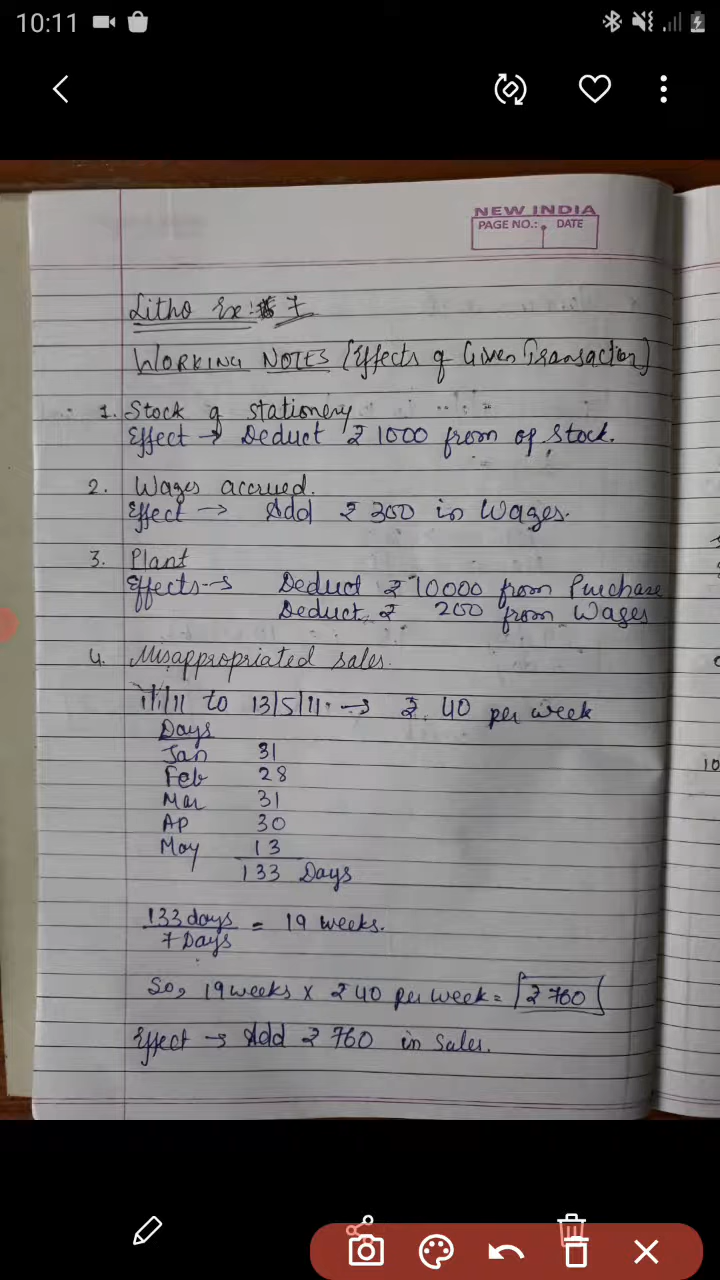 10:11
NEW INDIA
PAGE NO.: DATE
Litho Ex: 7
WORKING NOTES (Effects of Given Transaction)
1. Stock of stationery
Effect → Deduct ₹ 1000 from op stock.
2. Wages accrued.
Effect → Add ₹ 300 in Wages.
3. Plant
Effects → Deduct ₹ 10000 from Purchase
Deduct ₹ 200 from Wages
4. Misappropriated sales.
1/1/11 to 13/5/11 → ₹ 40 per week
Days
Jan 31
Feb 28
Mar 31
AP 30
May 13
133 Days
133 days
= 19 weeks.
7 Days
So, 19 weeks × ₹ 40 per week = ₹ 760
Effect → Add ₹ 760 in sales.
10